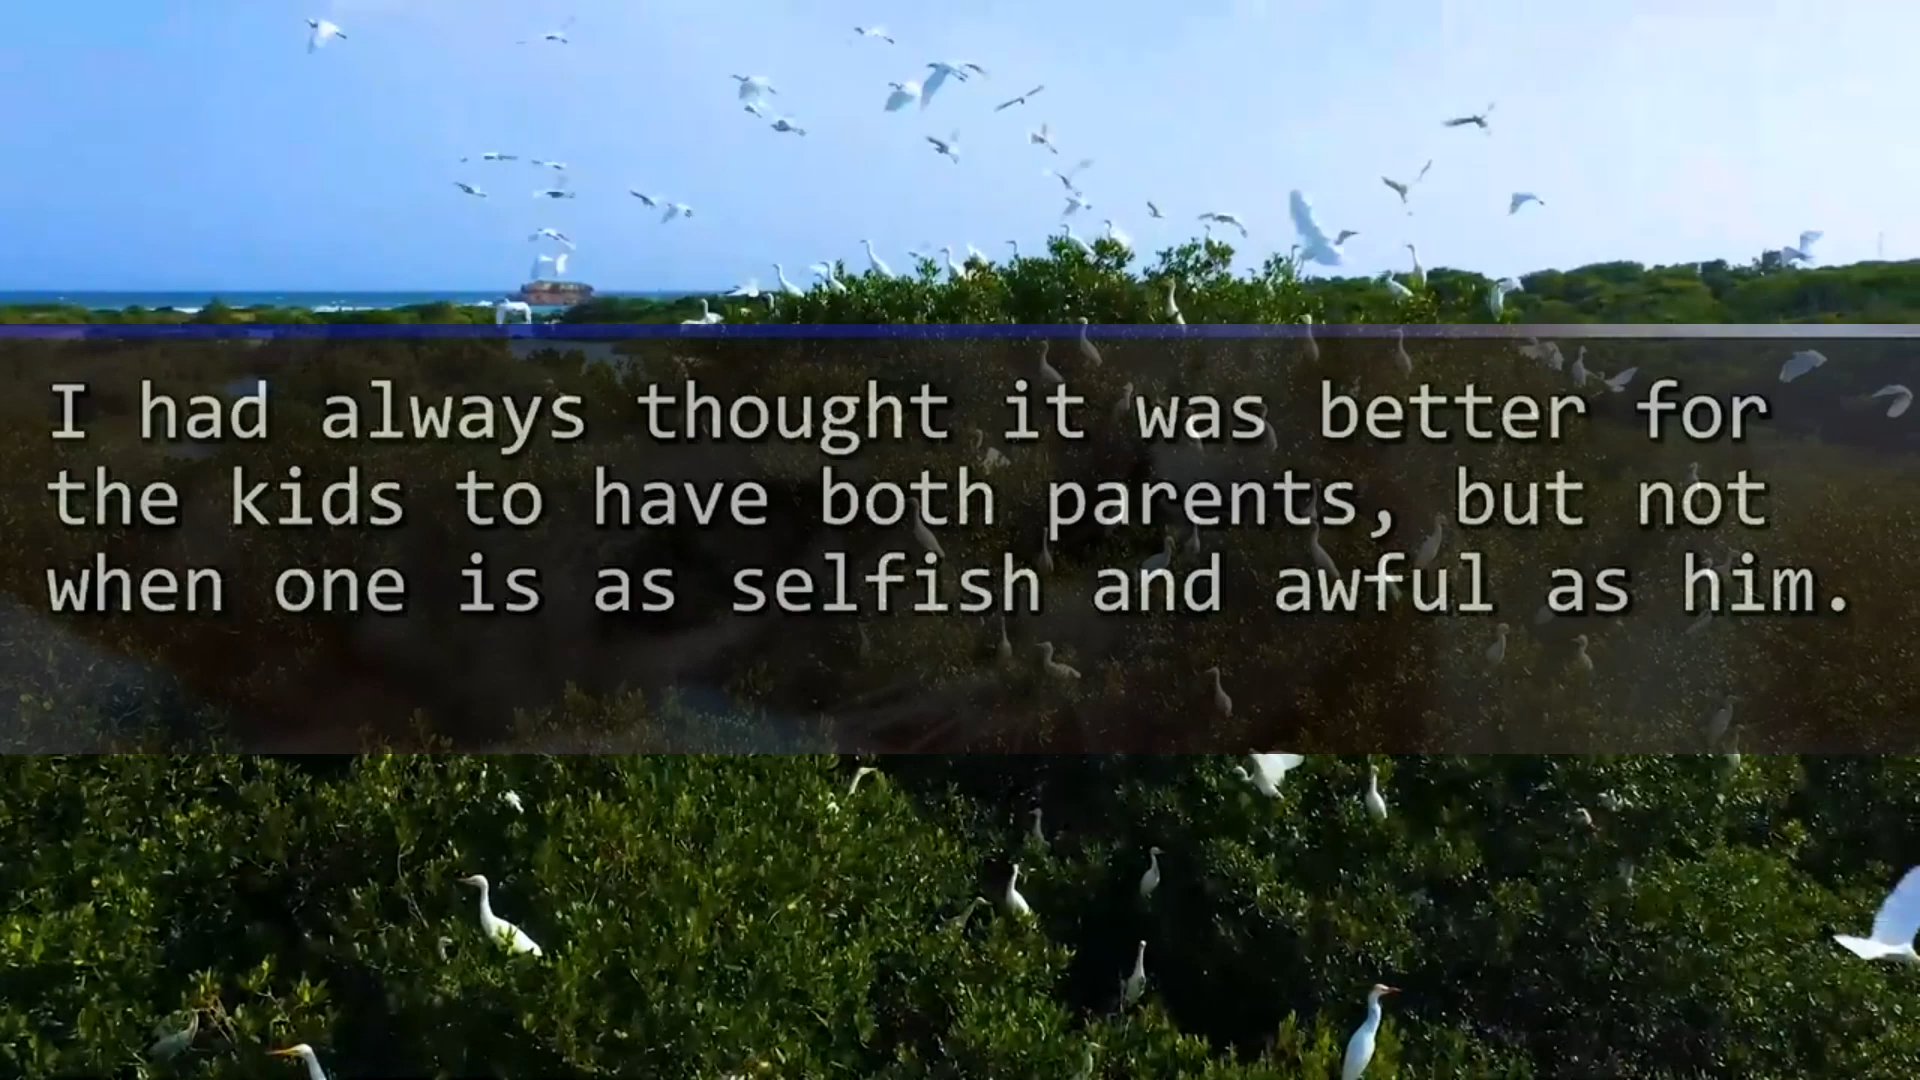 I had always thought it was better for
the kids to have both parents, but not
when one is as selfish and awful as him.